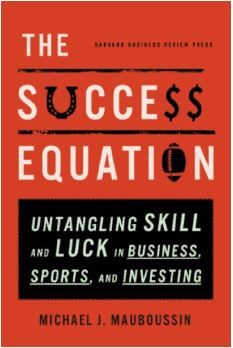 THE
HARVARD BUSINESS REVIEW PRESS
SUCCE$$
EQUATION
UNTANGLING SKILL
AND LUCK IN BUSINESS,
SPORTS, AND INVESTING
MICHAEL J. MAUBOUSSIN